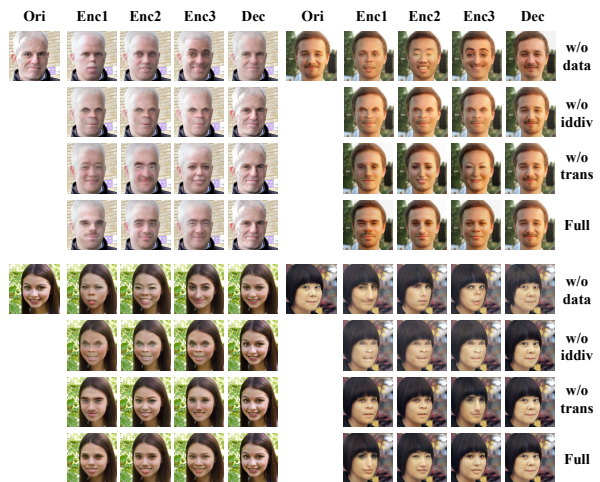 Ori Enc1 Enc2 Enc3 Dec Ori Enc1 Enc2 Enc3 Dec
w/o
data
w/o
iddiv
w/o
trans
Full
w/o
data
w/o
iddiv
w/o
trans
Full